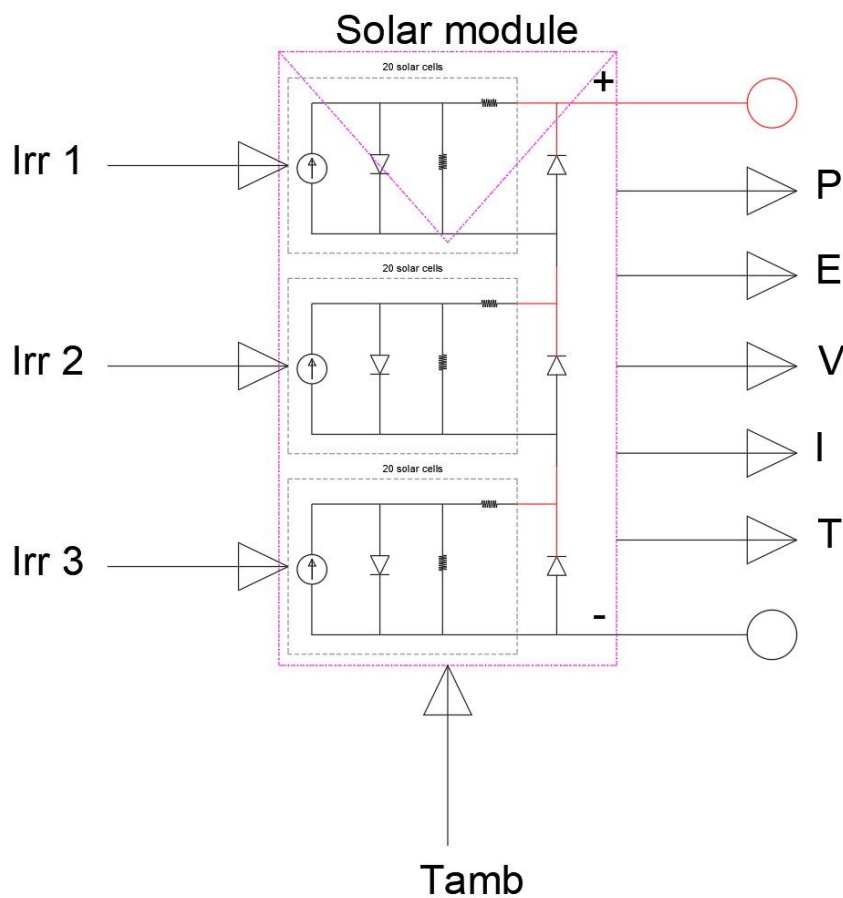 Solar module
20 solar cells
+
Irr 1
P
E
20 solar cells
Irr 2
V
I
20 solar cells
Irr 3
T
-
Tamb